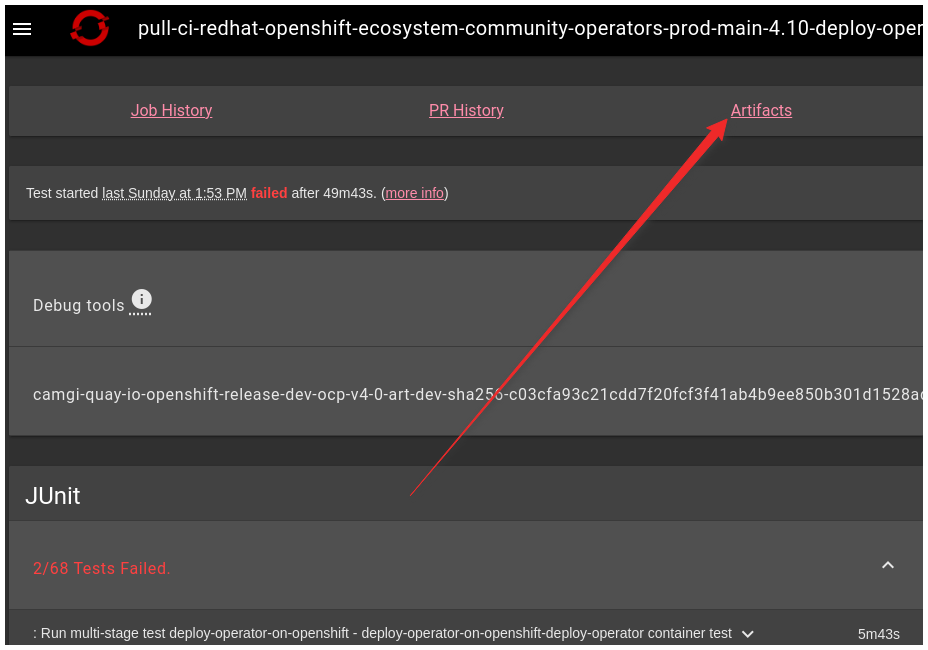 pull-ci-redhat-openshift-ecosystem-community-operators-prod-main-4.10-deploy-oper
Job History PR History Artifacts
Test started last Sunday at 1:53 PM failed after 49m43s. (more info)
Debug tools i
camgi-quay-io-openshift-release-dev-ocp-v4-0-art-dev-sha256-c03cfa93c21cdd7f20fcf3f41ab4b9ee850b301d1528a
JUnit
2/68 Tests Failed.
: Run multi-stage test deploy-operator-on-openshift - deploy-operator-on-openshift-deploy-operator container test 5m43s